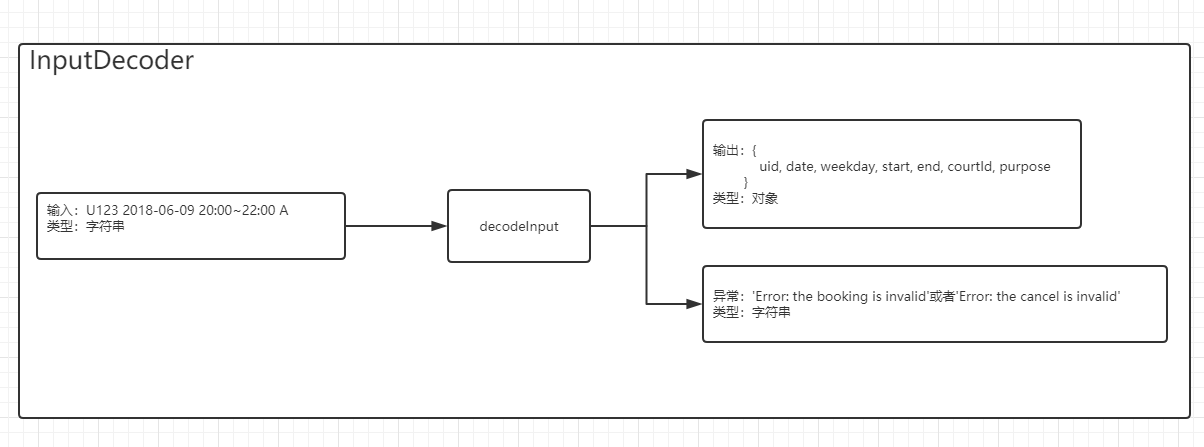 InputDecoder
输入：U123 2018-06-09 20:00~22:00 A
类型：字符串
decodeInput
输出：{
uid, date, weekday, start, end, courtId, purpose
}
类型：对象
异常：'Error: the booking is invalid'或者'Error: the cancel is invalid'
类型：字符串